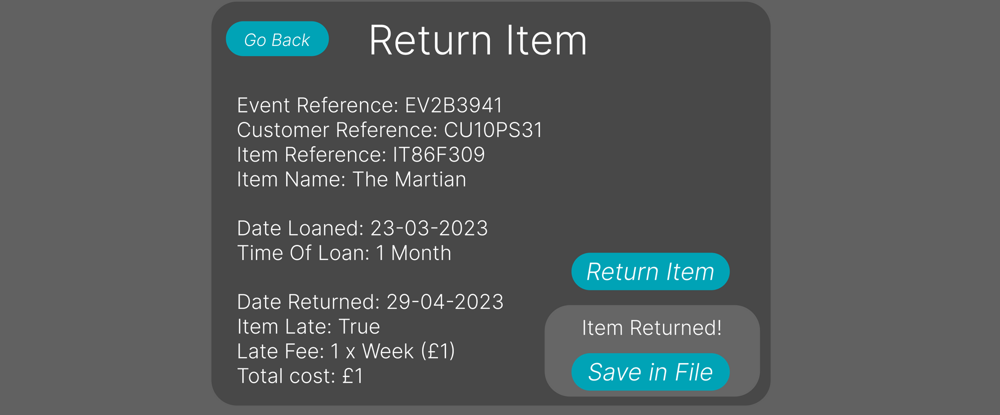 Go Back
Return Item
Event Reference: EV2B3941
Customer Reference: CU10PS31
Item Reference: IT86F309
Item Name: The Martian
Date Loaned: 23-03-2023
Time Of Loan: 1 Month
Return Item
Date Returned: 29-04-2023
Item Late: True
Late Fee: 1 x Week (£1)
Total cost: £1
Item Returned!
Save in File